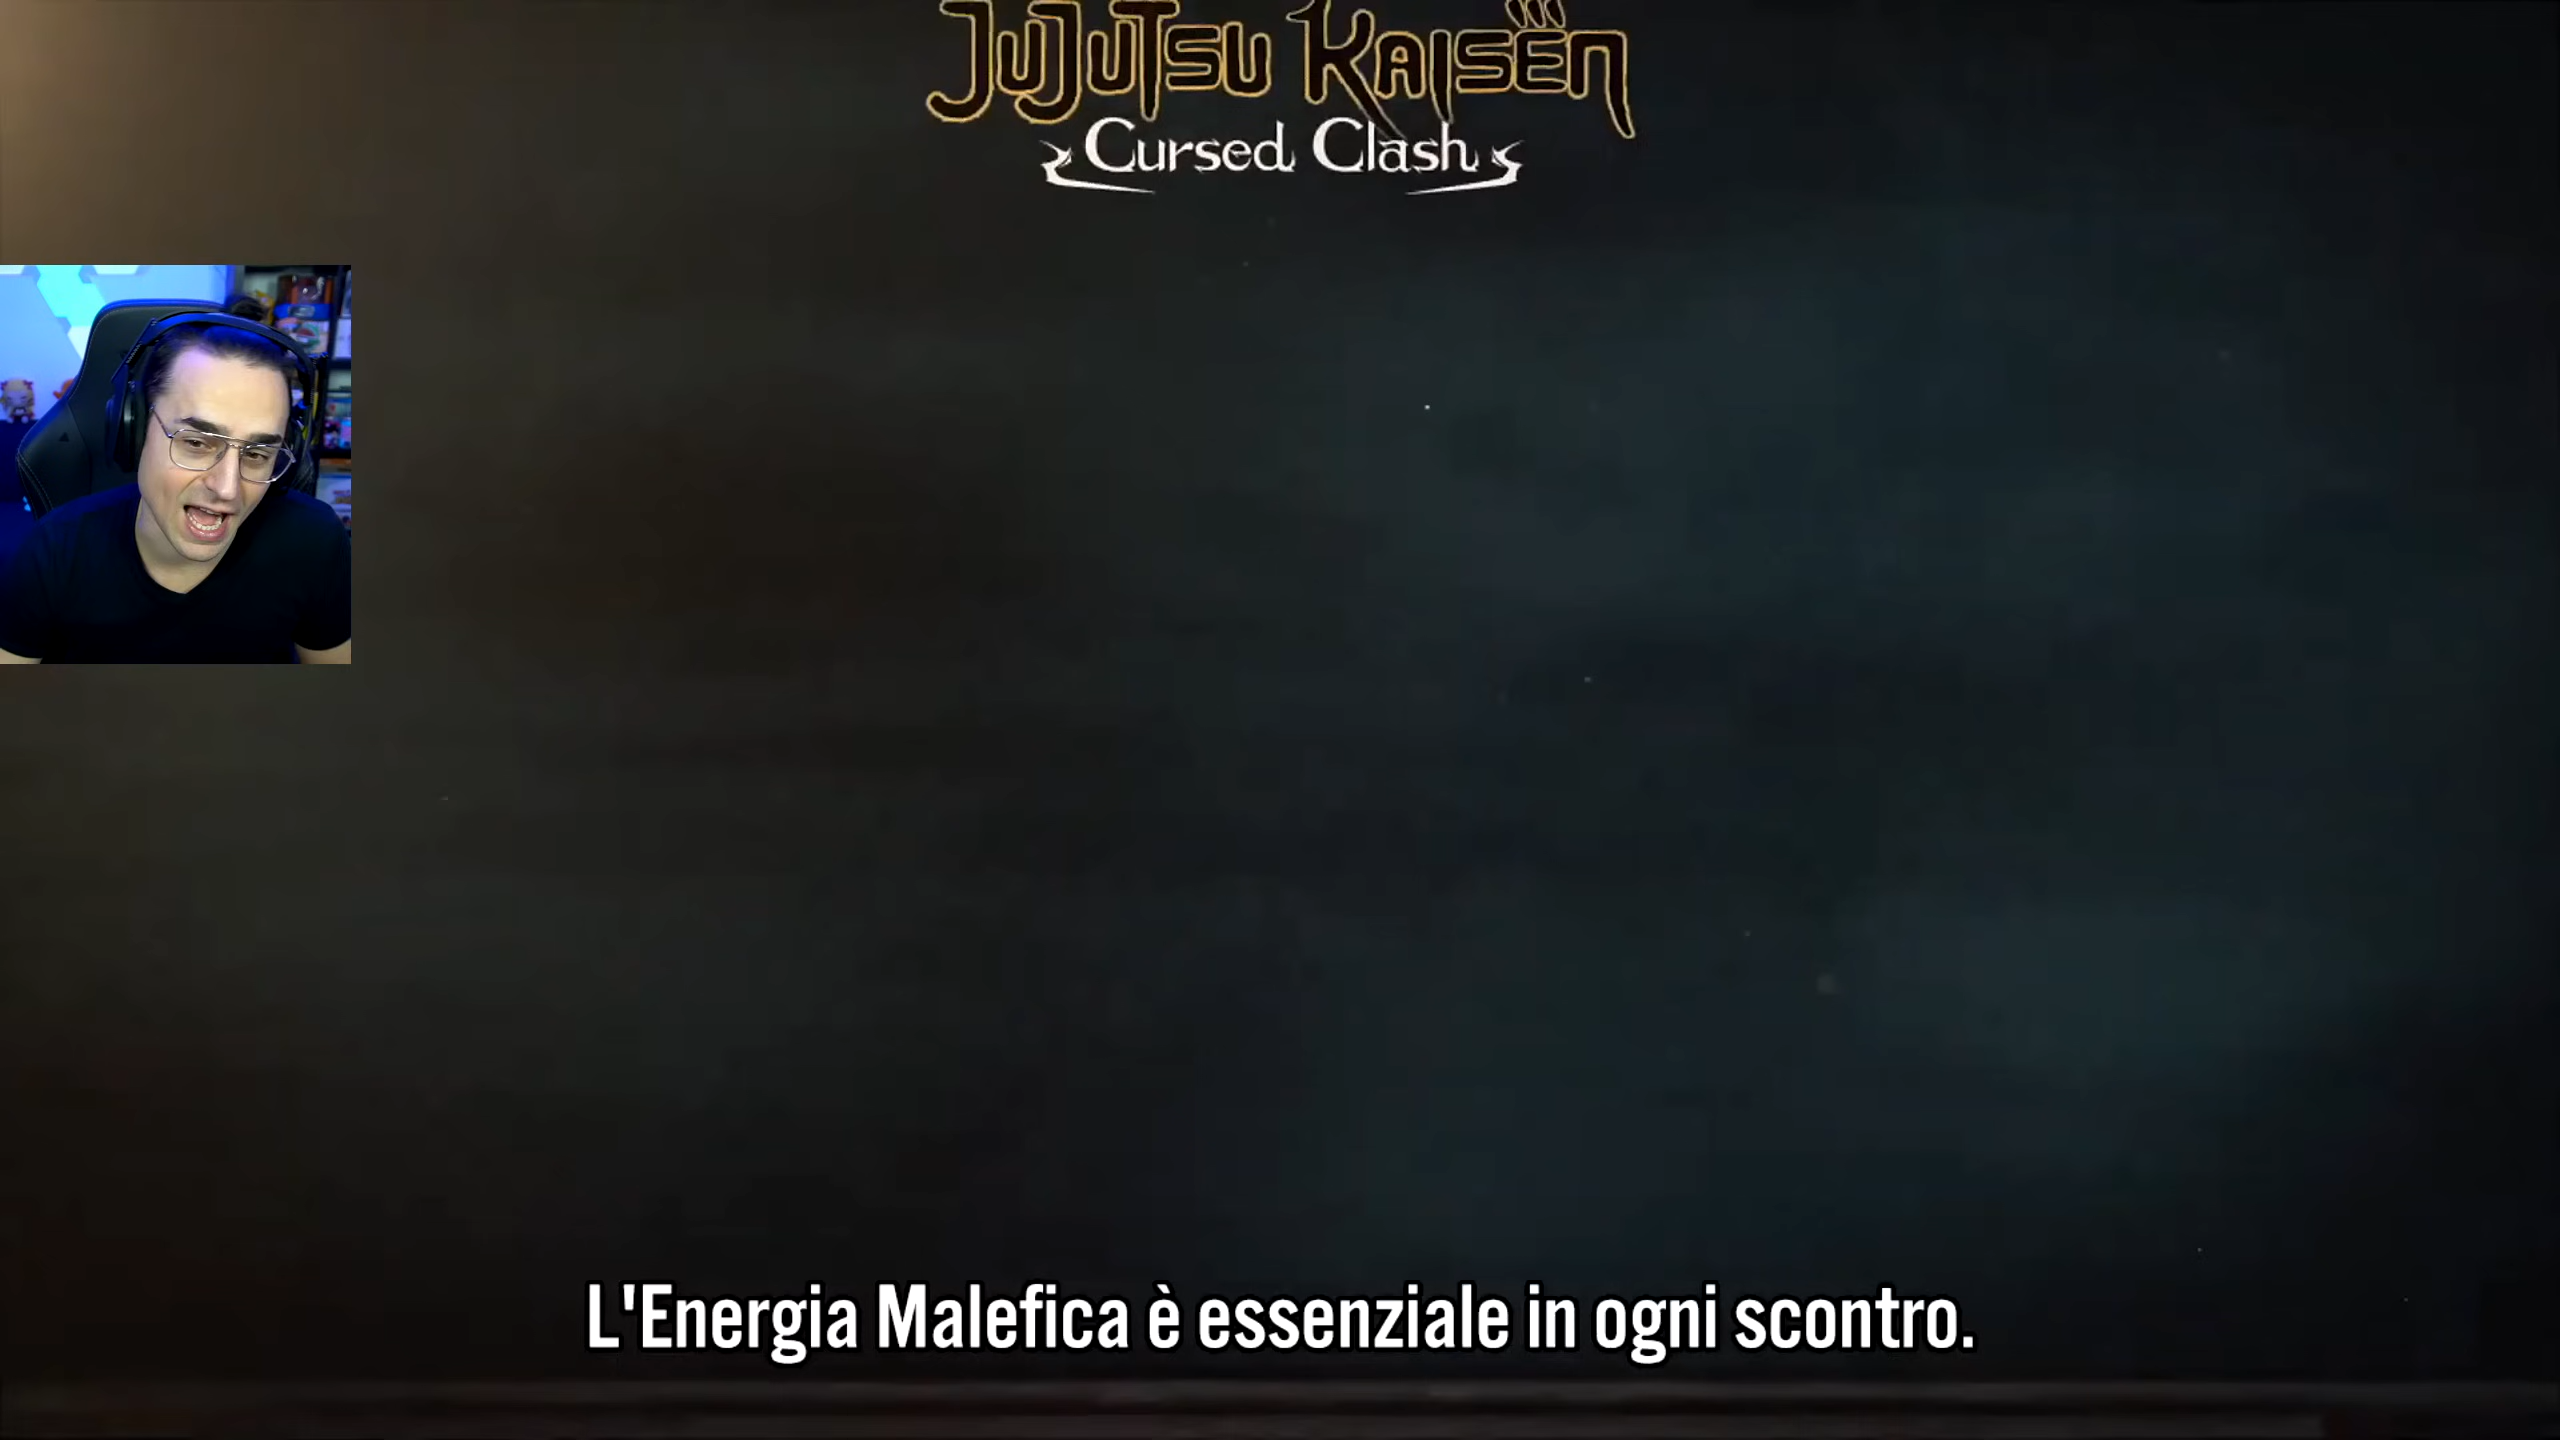 JUJUTSU KAISEN
Cursed Clash
L'Energia Malefica è essenziale in ogni scontro.